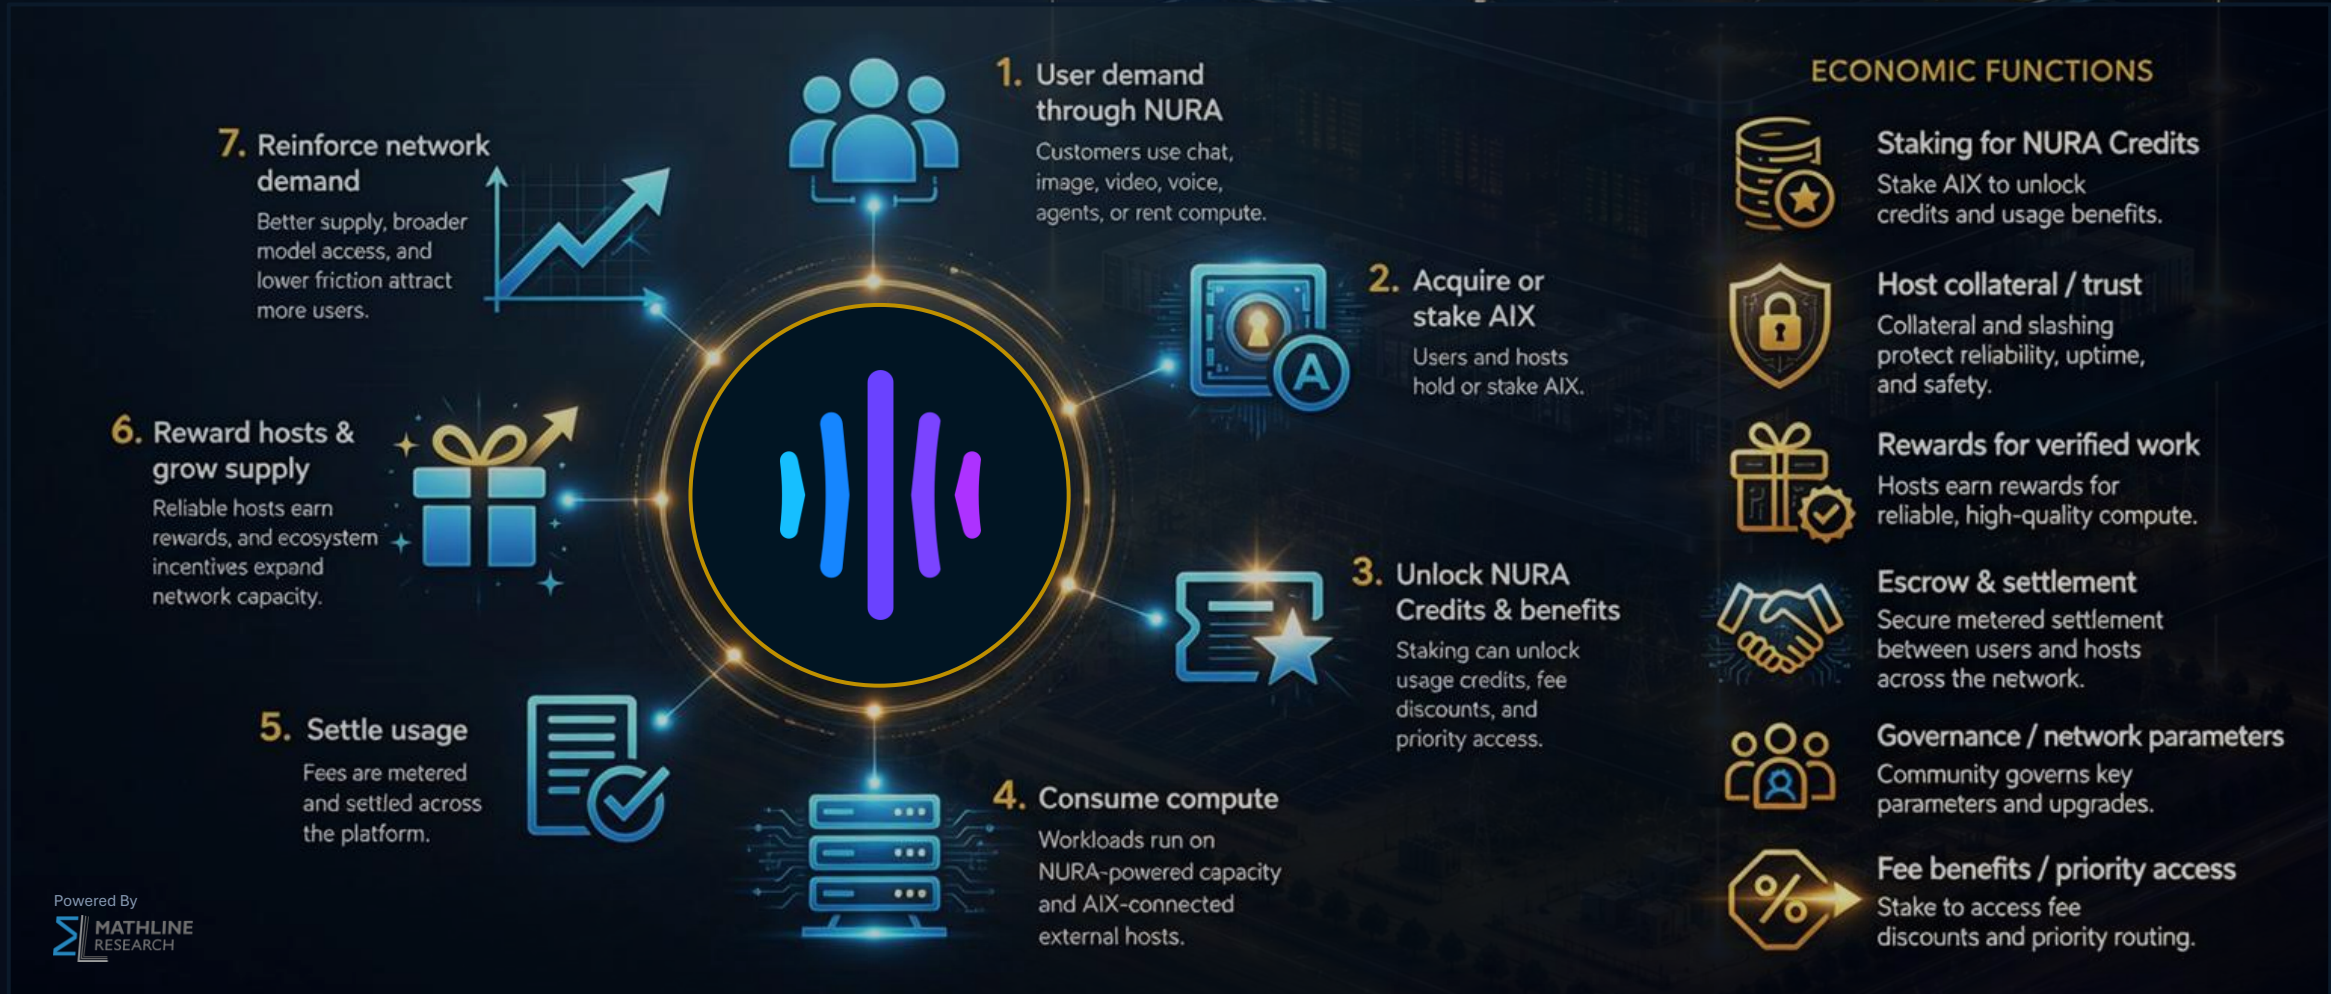 1. User demand
through NURA
Customers use chat,
image, video, voice,
agents, or rent compute.
2. Acquire or
stake AIX
Users and hosts
hold or stake AIX.
A
3. Unlock NURA
Credits & benefits
Staking can unlock
usage credits, fee
discounts, and
priority access.
4. Consume compute
Workloads run on
NURA-powered capacity
and AIX-connected
external hosts.
5. Settle usage
Fees are metered
and settled across
the platform.
6. Reward hosts &
grow supply
Reliable hosts earn
rewards, and ecosystem
incentives expand
network capacity.
7. Reinforce network
demand
Better supply, broader
model access, and
lower friction attract
more users.
ECONOMIC FUNCTIONS
Staking for NURA Credits
Stake AIX to unlock
credits and usage benefits.
Host collateral / trust
Collateral and slashing
protect reliability, uptime,
and safety.
Rewards for verified work
Hosts earn rewards for
reliable, high-quality compute.
Escrow & settlement
Secure metered settlement
between users and hosts
across the network.
Governance / network parameters
Community governs key
parameters and upgrades.
%
Fee benefits / priority access
Stake to access fee
discounts and priority routing.
Powered By
MATHLINE
RESEARCH